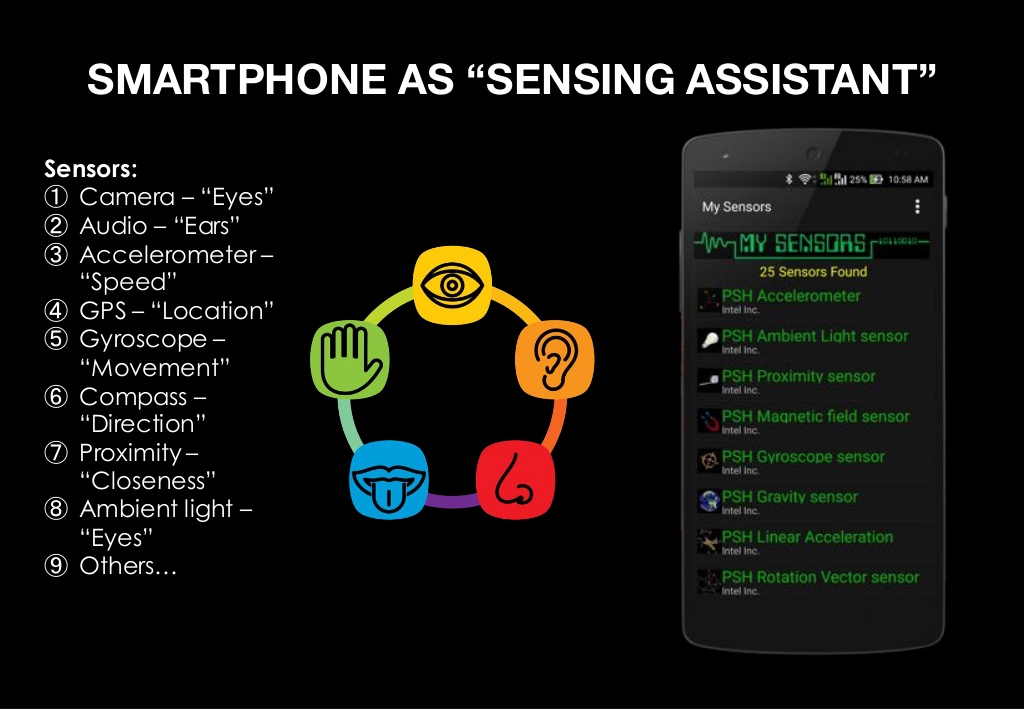 SMARTPHONE AS “SENSING ASSISTANT”
Sensors:
① Camera – “Eyes”
② Audio – “Ears”
③ Accelerometer –
“Speed”
④ GPS – “Location”
⑤ Gyroscope –
“Movement”
⑥ Compass –
“Direction”
⑦ Proximity –
“Closeness”
⑧ Ambient light –
“Eyes”
⑨ Others…
25% 10:58 AM
My Sensors
MY SENSORS
25 Sensors Found
PSH Accelerometer
Intel Inc.
PSH Ambient Light sensor
Intel Inc.
PSH Proximity sensor
Intel Inc.
PSH Magnetic field sensor
Intel Inc.
PSH Gyroscope sensor
Intel Inc.
PSH Gravity sensor
Intel Inc.
PSH Linear Acceleration
Intel Inc.
PSH Rotation Vector sensor
Intel Inc.